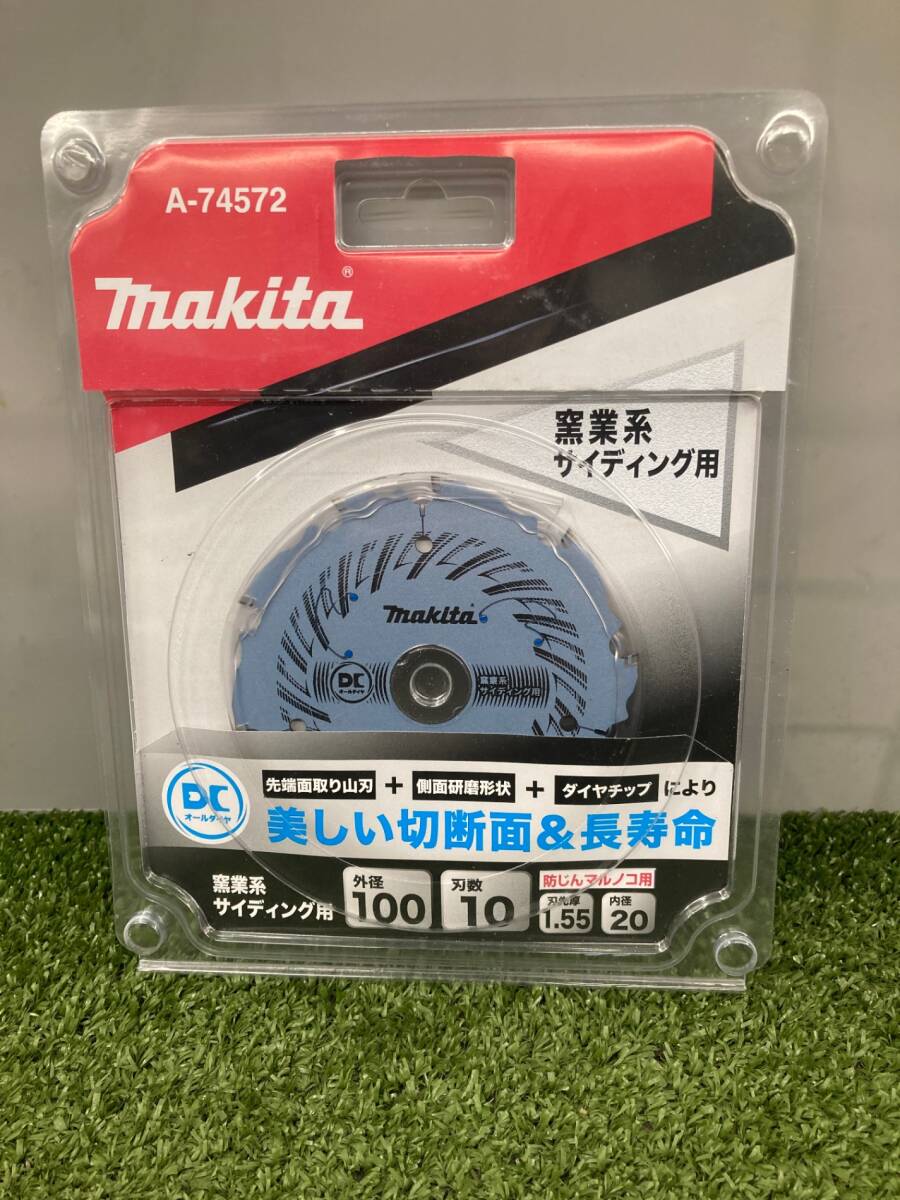 A-74572
makita®
窯業系
サイディング用
makita
DC
オールダイヤ
窯業系
サイディング用
DC
オールダイヤ
先端面取り山刃 + 側面研磨形状 + ダイヤチップ により
美しい切断面&長寿命
窯業系
サイディング用
外径
100
刃数
10
防じんマルノコ用
刃先厚
1.55
内径
20